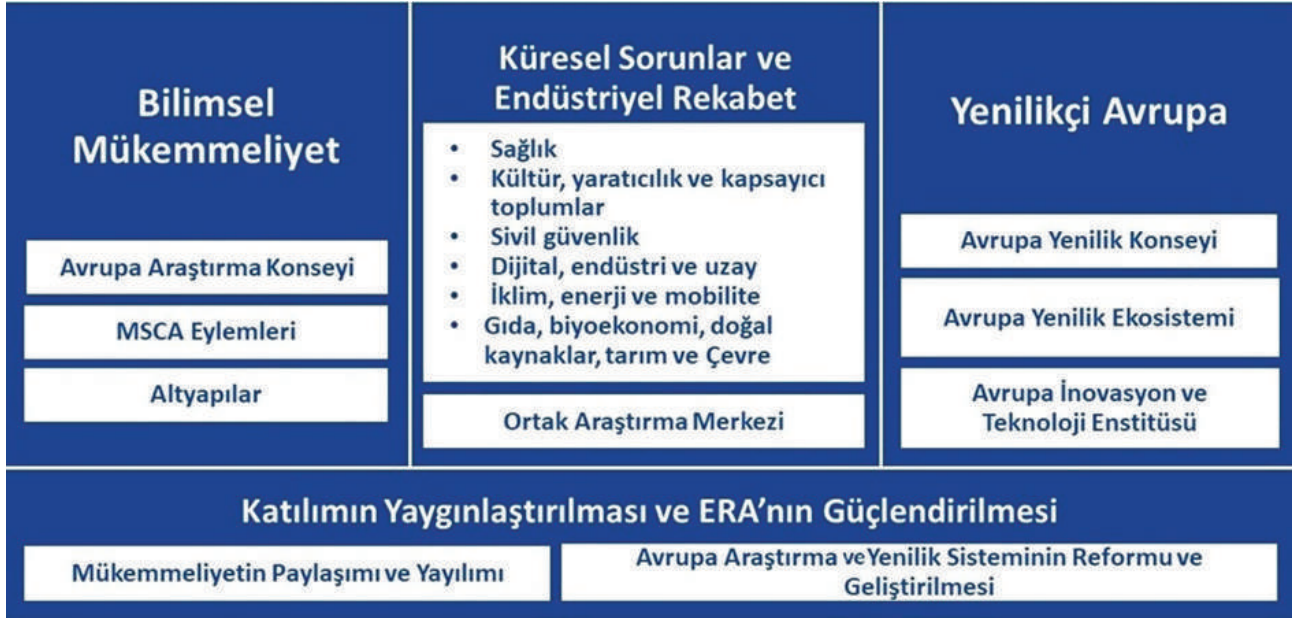 Bilimsel
Mükemmeliyet
Avrupa Araştırma Konseyi
MSCA Eylemleri
Altyapılar
Küresel Sorunlar ve
Endüstriyel Rekabet
• Sağlık
• Kültür, yaratıcılık ve kapsayıcı
toplumlar
• Sivil güvenlik
• Dijital, endüstri ve uzay
• İklim, enerji ve mobilite
• Gıda, biyoekonomi, doğal
kaynaklar, tarım ve Çevre
Ortak Araştırma Merkezi
Yenilikçi Avrupa
Avrupa Yenilik Konseyi
Avrupa Yenilik Ekosistemi
Avrupa İnovasyon ve
Teknoloji Enstitüsü
Katılımın Yaygınlaştırılması ve ERA’nın Güçlendirilmesi
Mükemmeliyetin Paylaşımı ve Yayılımı
Avrupa Araştırma ve Yenilik Sisteminin Reformu ve
Geliştirilmesi